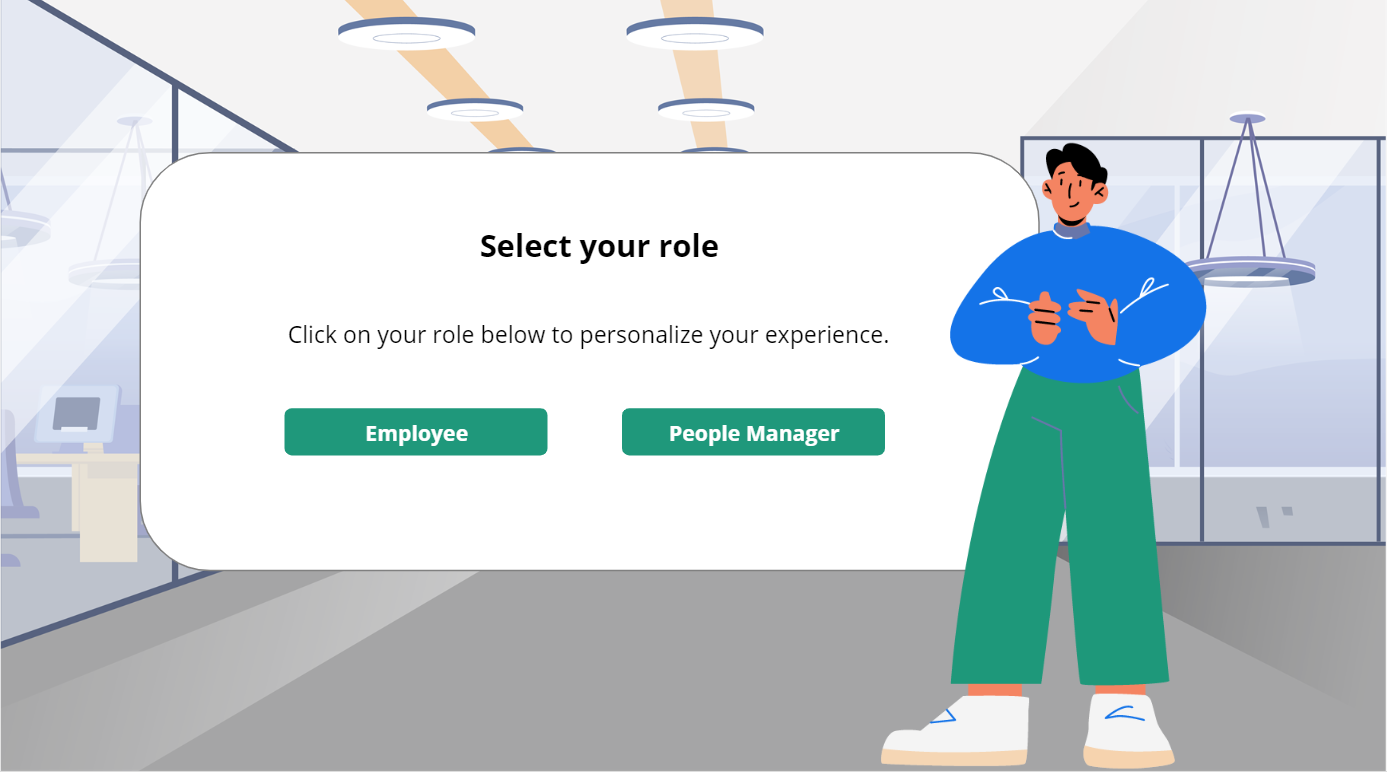 Select your role
Click on your role below to personalize your experience.
Employee
People Manager